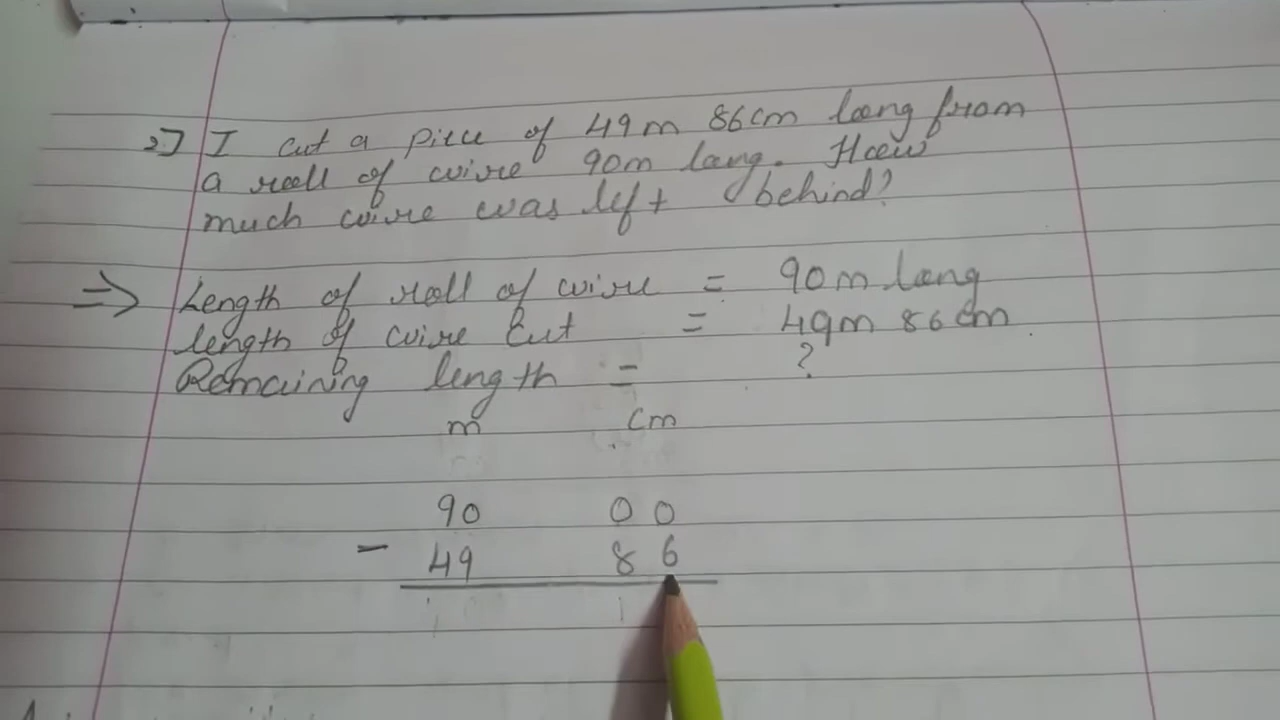 2) I cut a piece of 49m 86cm long from
a roll of wire 90m long. How
much wire was left behind?
⇒ Length of roll of wire = 90m long
length of wire cut = 49m 86cm
Remaining length = ?
m cm
90 00
- 49 86